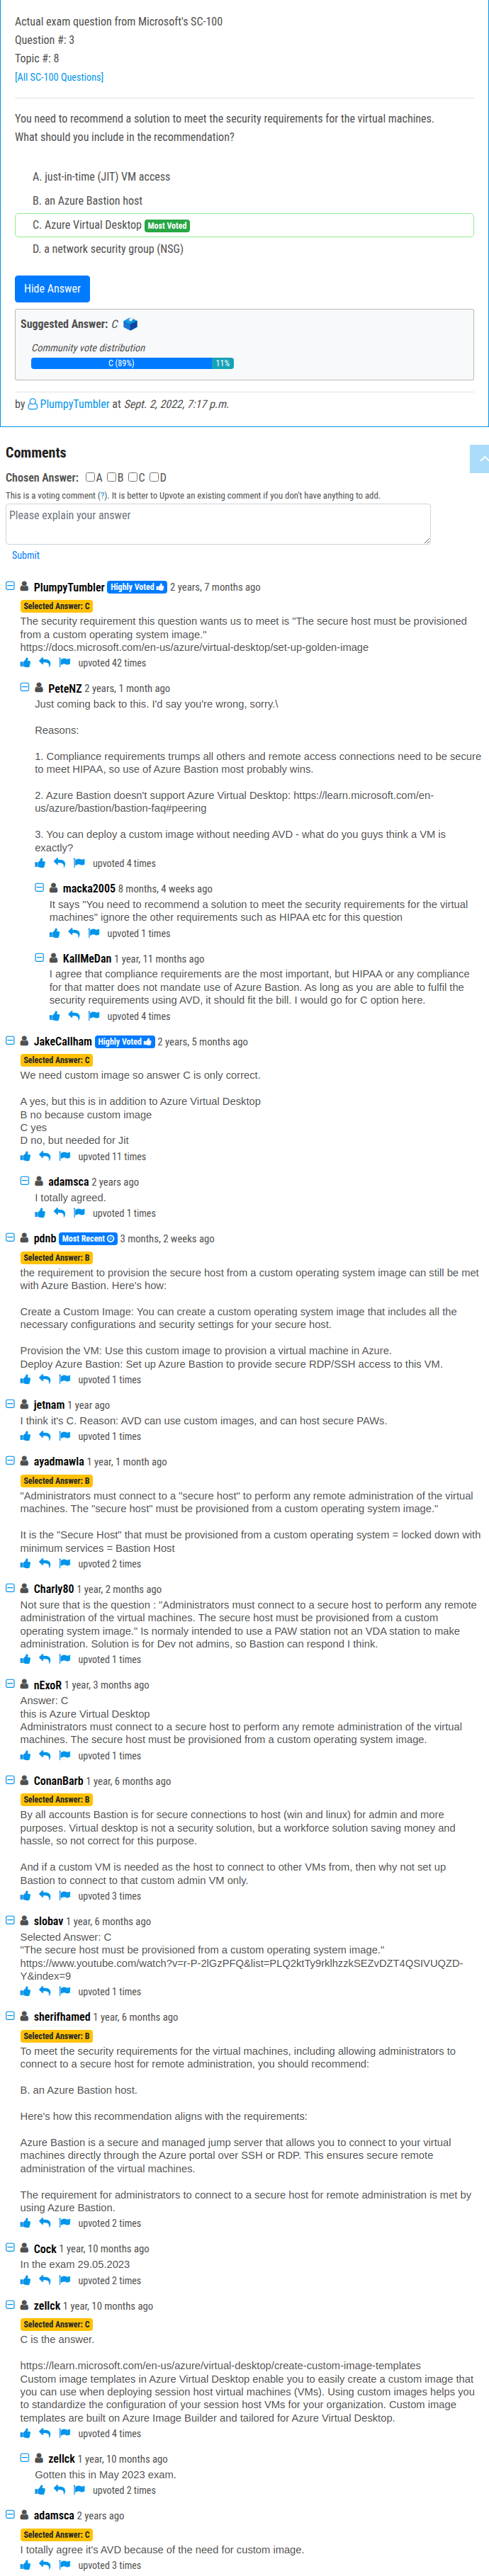 Actual exam question from Microsoft's SC-100
Question #: 3
Topic #: 8
[All SC-100 Questions]
You need to recommend a solution to meet the security requirements for the virtual machines.
What should you include in the recommendation?
A. just-in-time (JIT) VM access
B. an Azure Bastion host
C. Azure Virtual Desktop Most Voted
D. a network security group (NSG)
Hide Answer
Suggested Answer: C
Community vote distribution
C (89%) 11%
by PlumpyTumbler at Sept. 2, 2022, 7:17 p.m.
Comments
Chosen Answer: A B C D
This is a voting comment (?). It is better to Upvote an existing comment if you don't have anything to add.
Please explain your answer
Submit
PlumpyTumbler Highly Voted 2 years, 7 months ago
Selected Answer: C
The security requirement this question wants us to meet is "The secure host must be provisioned
from a custom operating system image."
https://docs.microsoft.com/en-us/azure/virtual-desktop/set-up-golden-image
upvoted 42 times
PeteNZ 2 years, 1 month ago
Just coming back to this. I'd say you're wrong, sorry.\
Reasons:
1. Compliance requirements trumps all others and remote access connections need to be secure
to meet HIPAA, so use of Azure Bastion most probably wins.
2. Azure Bastion doesn't support Azure Virtual Desktop: https://learn.microsoft.com/en-
us/azure/bastion/bastion-faq#peering
3. You can deploy a custom image without needing AVD - what do you guys think a VM is
exactly?
upvoted 4 times
macka2005 8 months, 4 weeks ago
It says "You need to recommend a solution to meet the security requirements for the virtual
machines" ignore the other requirements such as HIPAA etc for this question
upvoted 1 times
KallMeDan 1 year, 11 months ago
I agree that compliance requirements are the most important, but HIPAA or any compliance
for that matter does not mandate use of Azure Bastion. As long as you are able to fulfil the
security requirements using AVD, it should fit the bill. I would go for C option here.
upvoted 4 times
JakeCallham Highly Voted 2 years, 5 months ago
Selected Answer: C
We need custom image so answer C is only correct.
A yes, but this is in addition to Azure Virtual Desktop
B no because custom image
C yes
D no, but needed for Jit
upvoted 11 times
adamsca 2 years ago
I totally agreed.
upvoted 1 times
pdnb Most Recent 3 months, 2 weeks ago
Selected Answer: B
the requirement to provision the secure host from a custom operating system image can still be met
with Azure Bastion. Here's how:
Create a Custom Image: You can create a custom operating system image that includes all the
necessary configurations and security settings for your secure host.
Provision the VM: Use this custom image to provision a virtual machine in Azure.
Deploy Azure Bastion: Set up Azure Bastion to provide secure RDP/SSH access to this VM.
upvoted 1 times
jetnam 1 year ago
I think it's C. Reason: AVD can use custom images, and can host secure PAWs.
upvoted 1 times
ayadmawla 1 year, 1 month ago
Selected Answer: B
"Administrators must connect to a "secure host" to perform any remote administration of the virtual
machines. The "secure host" must be provisioned from a custom operating system image."
It is the "Secure Host" that must be provisioned from a custom operating system = locked down with
minimum services = Bastion Host
upvoted 2 times
Charly80 1 year, 2 months ago
Not sure that is the question : "Administrators must connect to a secure host to perform any remote
administration of the virtual machines. The secure host must be provisioned from a custom
operating system image." Is normaly intended to use a PAW station not an VDA station to make
administration. Solution is for Dev not admins, so Bastion can respond I think.
upvoted 1 times
nExoR 1 year, 3 months ago
Answer: C
this is Azure Virtual Desktop
Administrators must connect to a secure host to perform any remote administration of the virtual
machines. The secure host must be provisioned from a custom operating system image.
upvoted 1 times
ConanBarb 1 year, 6 months ago
Selected Answer: B
By all accounts Bastion is for secure connections to host (win and linux) for admin and more
purposes. Virtual desktop is not a security solution, but a workforce solution saving money and
hassle, so not correct for this purpose.
And if a custom VM is needed as the host to connect to other VMs from, then why not set up
Bastion to connect to that custom admin VM only.
upvoted 3 times
slobav 1 year, 6 months ago
Selected Answer: C
"The secure host must be provisioned from a custom operating system image."
https://www.youtube.com/watch?v=r-P-2lGzPFQ&list=PLQ2ktTy9rklhzzkSEZvDZT4QSIVUQZD-
Y&index=9
upvoted 1 times
sherifhamed 1 year, 6 months ago
Selected Answer: B
To meet the security requirements for the virtual machines, including allowing administrators to
connect to a secure host for remote administration, you should recommend:
B. an Azure Bastion host.
Here's how this recommendation aligns with the requirements:
Azure Bastion is a secure and managed jump server that allows you to connect to your virtual
machines directly through the Azure portal over SSH or RDP. This ensures secure remote
administration of the virtual machines.
The requirement for administrators to connect to a secure host for remote administration is met by
using Azure Bastion.
upvoted 2 times
Cock 1 year, 10 months ago
In the exam 29.05.2023
upvoted 2 times
zellck 1 year, 10 months ago
Selected Answer: C
C is the answer.
https://learn.microsoft.com/en-us/azure/virtual-desktop/create-custom-image-templates
Custom image templates in Azure Virtual Desktop enable you to easily create a custom image that
you can use when deploying session host virtual machines (VMs). Using custom images helps you
to standardize the configuration of your session host VMs for your organization. Custom image
templates are built on Azure Image Builder and tailored for Azure Virtual Desktop.
upvoted 4 times
zellck 1 year, 10 months ago
Gotten this in May 2023 exam.
upvoted 2 times
adamsca 2 years ago
Selected Answer: C
I totally agree it's AVD because of the need for custom image.
upvoted 3 times